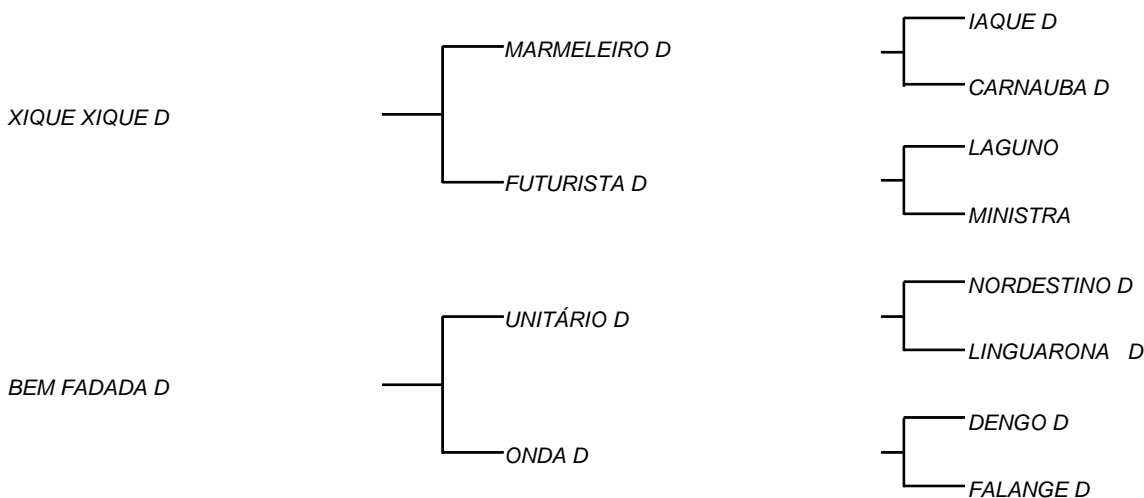 IAQUE D
MARMELEIRO D
CARNAUBA D
XIQUE XIQUE D
LAGUNO
FUTURISTA D
MINISTRA
NORDESTINO D
UNITÁRIO D
LINGUARONA D
BEM FADADA D
DENGO D
ONDA D
FALANGE D